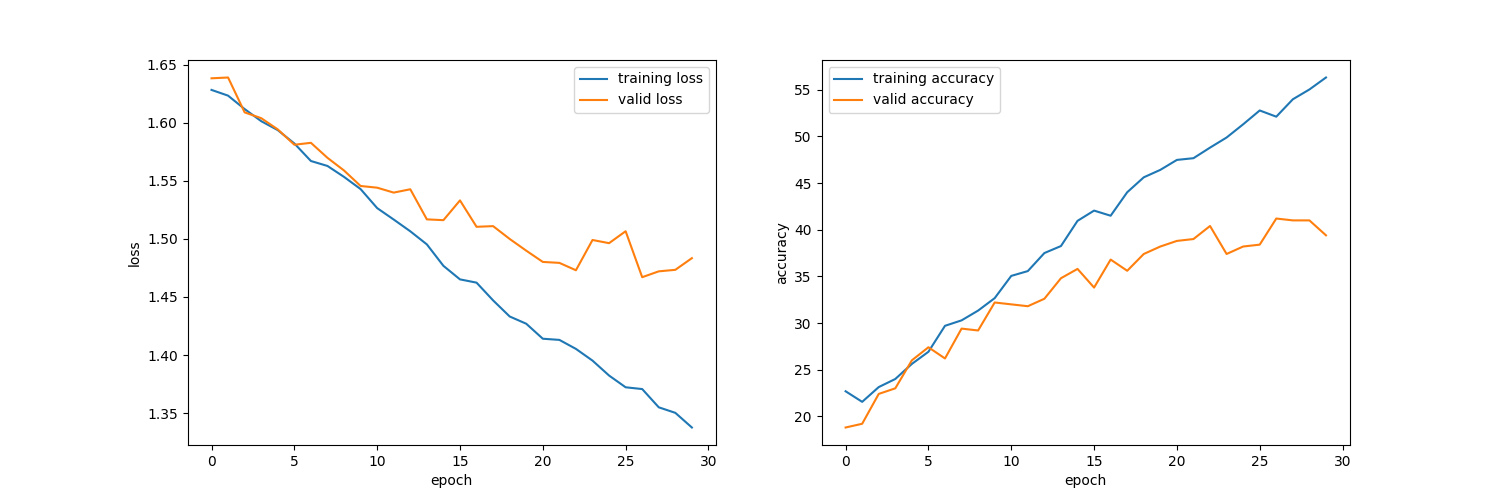 1.65
1.60
1.55
1.50
1.45
1.40
1.35
loss
0 5 10 15 20 25 30
epoch
training loss
valid loss
55
50
45
40
35
30
25
20
accuracy
0 5 10 15 20 25 30
epoch
training accuracy
valid accuracy